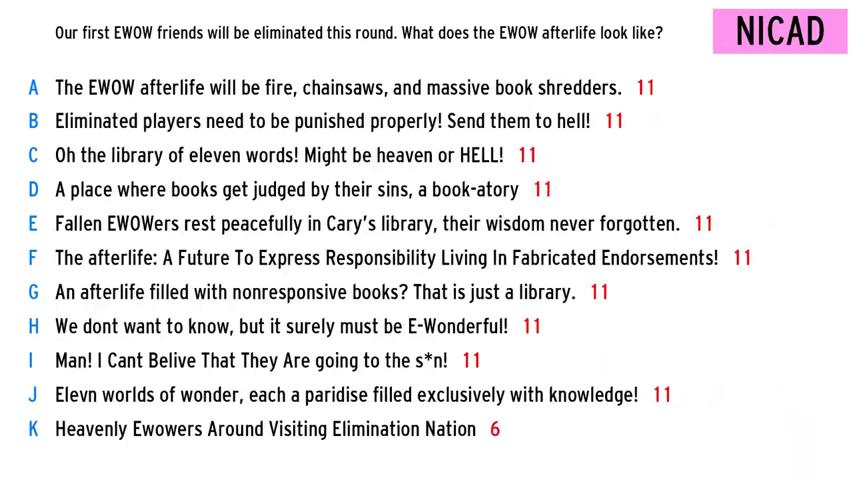 Our first EWOW friends will be eliminated this round. What does the EWOW afterlife look like?
NICAD
A The EWOW afterlife will be fire, chainsaws, and massive book shredders. 11
B Eliminated players need to be punished properly! Send them to hell! 11
C Oh the library of eleven words! Might be heaven or HELL! 11
D A place where books get judged by their sins, a book-atory 11
E Fallen EWOWers rest peacefully in Cary's library, their wisdom never forgotten. 11
F The afterlife: A Future To Express Responsibility Living In Fabricated Endorsements! 11
G An afterlife filled with nonresponsive books? That is just a library. 11
H We dont want to know, but it surely must be E-Wonderful! 11
I Man! I Cant Belive That They Are going to the s*n! 11
J Elevn worlds of wonder, each a paridise filled exclusively with knowledge! 11
K Heavenly Ewowers Around Visiting Elimination Nation 6